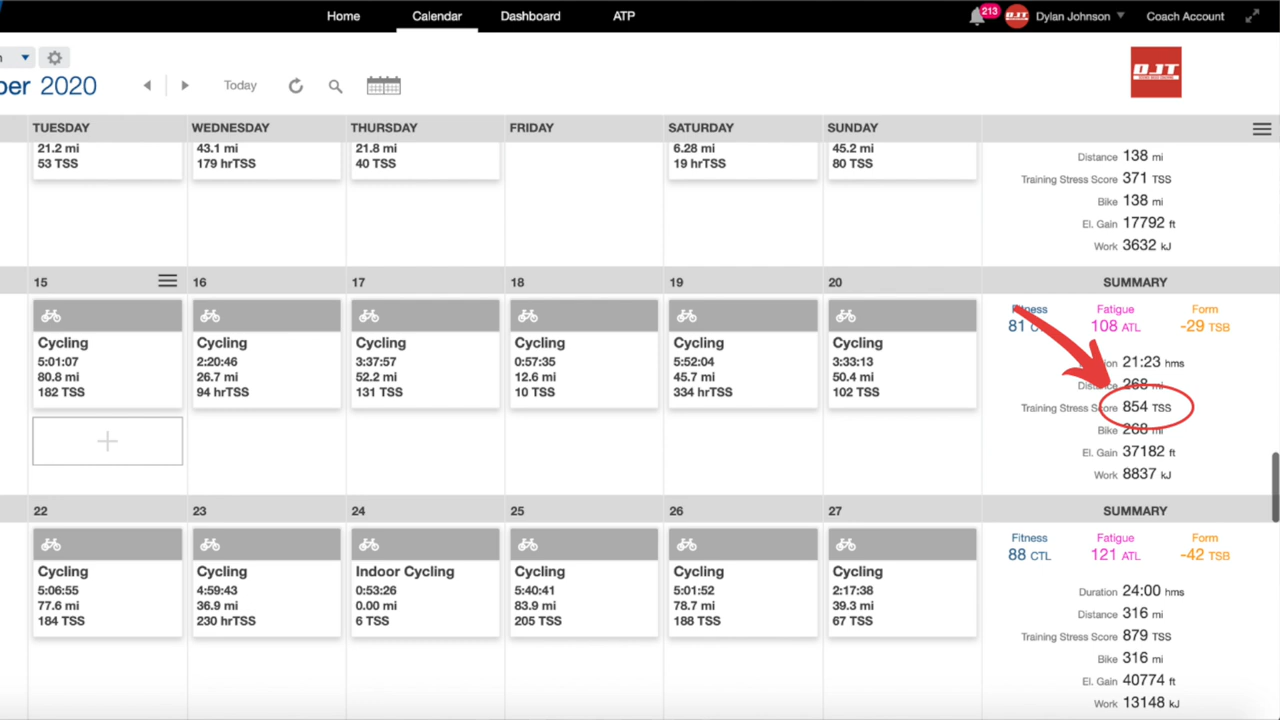 Home Calendar Dashboard ATP 213 Dylan Johnson Coach Account
n
ber 2020 Today
DJT
TUESDAY WEDNESDAY THURSDAY FRIDAY SATURDAY SUNDAY
21.2 mi 43.1 mi 21.8 mi 6.28 mi 45.2 mi
53 TSS 179 hrTSS 40 TSS 19 hrTSS 80 TSS
Distance 138 mi
Training Stress Score 371 TSS
Bike 138 mi
El. Gain 17792 ft
Work 3632 kJ
15 16 17 18 19 20 SUMMARY
Cycling Cycling Cycling Cycling Cycling Cycling
5:01:07 2:20:46 3:37:57 0:57:35 5:52:04 3:33:13
80.8 mi 26.7 mi 52.2 mi 12.6 mi 45.7 mi 50.4 mi
182 TSS 94 hrTSS 131 TSS 10 TSS 334 hrTSS 102 TSS
Fitness Fatigue Form
81 C 108 ATL -29 TSB
on 21:23 hms
Distance 268 mi
Training Stress Score 854 TSS
Bike 268 mi
El. Gain 37182 ft
Work 8837 kJ
22 23 24 25 26 27 SUMMARY
Cycling Cycling Indoor Cycling Cycling Cycling Cycling
5:06:55 4:59:43 0:53:26 5:40:41 5:01:52 2:17:38
77.6 mi 36.9 mi 0.00 mi 83.9 mi 78.7 mi 39.3 mi
184 TSS 230 hrTSS 6 TSS 205 TSS 188 TSS 67 TSS
Fitness Fatigue Form
88 CTL 121 ATL -42 TSB
Duration 24:00 hms
Distance 316 mi
Training Stress Score 879 TSS
Bike 316 mi
El. Gain 40774 ft
Work 13148 kJ